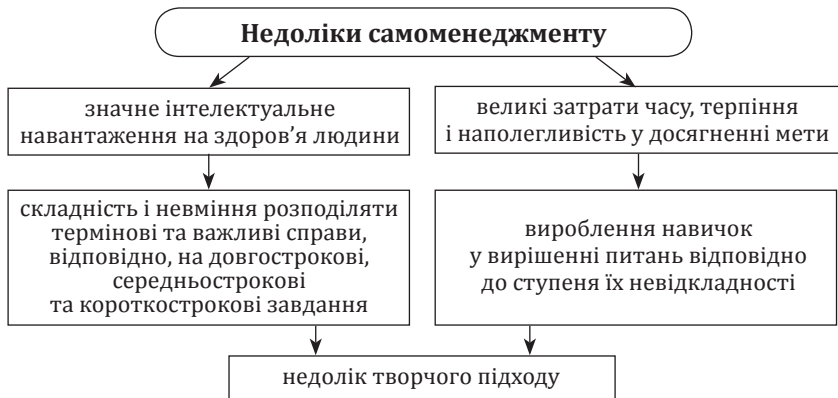 Недоліки самоменеджменту
значне інтелектуальне
навантаження на здоров’я людини
великі затрати часу, терпіння
і наполегливість у досягненні мети
складність і невміння розподіляти
термінові та важливі справи,
відповідно, на довгострокові,
середньострокові
та короткострокові завдання
вироблення навичок
у вирішенні питань відповідно
до ступеня їх невідкладності
недолік творчого підходу